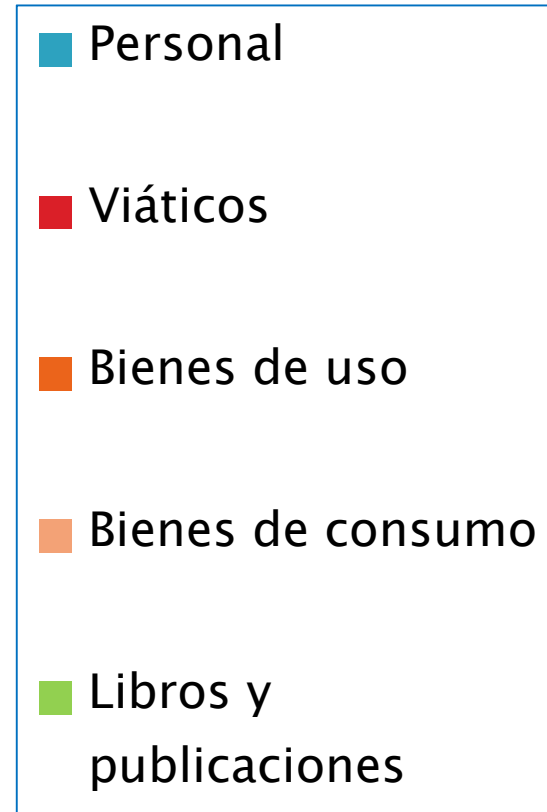 Personal
Viáticos
Bienes de uso
Bienes de consumo
Libros y
publicaciones